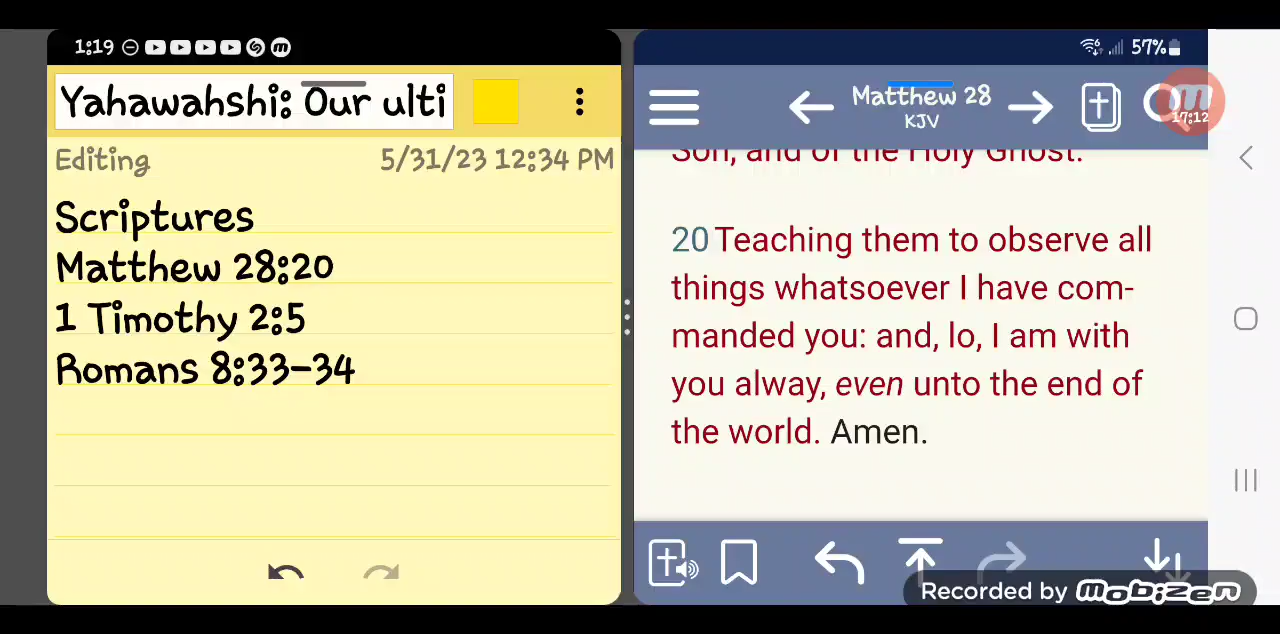 1:19
57%
Yahawahshi: Our ulti
Editing
5/31/23 12:34 PM
Scriptures
Matthew 28:20
1 Timothy 2:5
Romans 8:33-34
Matthew 28
KJV
17:12
Son, and of the Holy Ghost.
20 Teaching them to observe all
things whatsoever I have com-
manded you: and, lo, I am with
you alway, even unto the end of
the world. Amen.
Recorded by mobizen